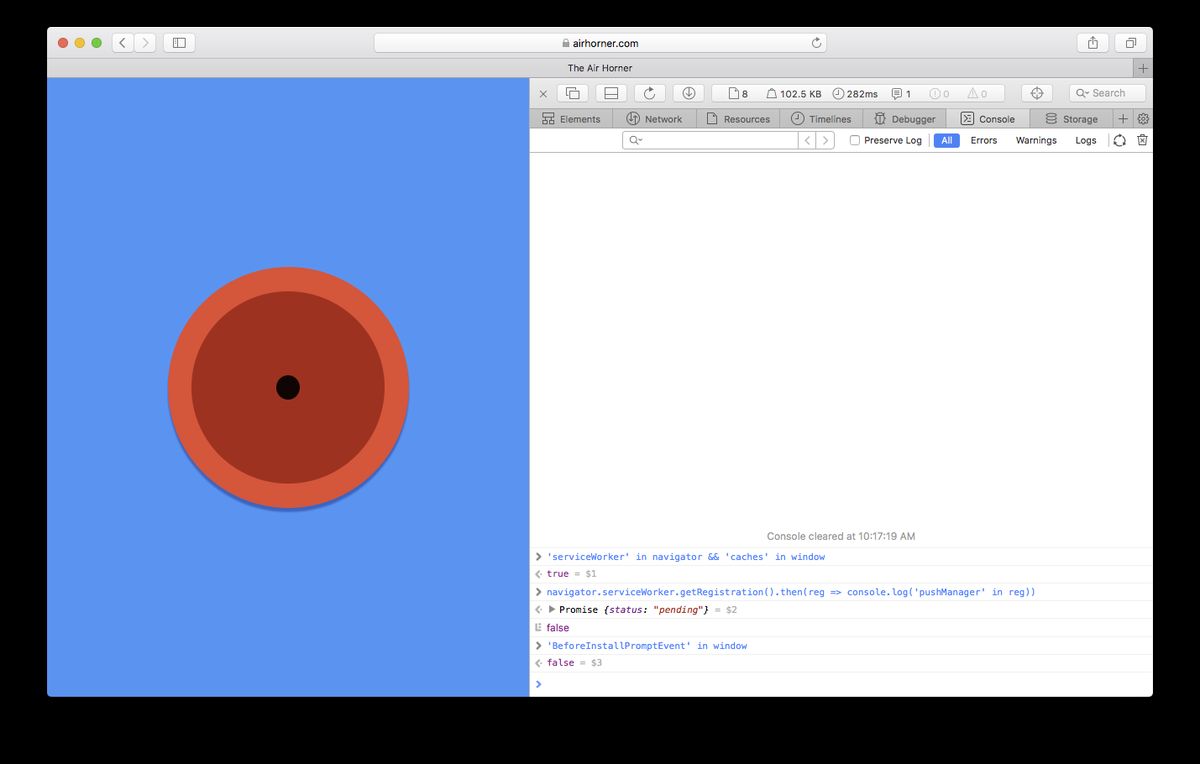 airhorner.com
The Air Horner
8 102.5 KB 282ms 1 0 0 Search
Elements Network Resources Timelines Debugger Console Storage
Preserve Log All Errors Warnings Logs
Console cleared at 10:17:19 AM
'serviceWorker' in navigator && 'caches' in window
true = $1
navigator.serviceWorker.getRegistration().then(reg => console.log('pushManager' in reg))
Promise {status: "pending"} = $2
false
'BeforeInstallPromptEvent' in window
false = $3